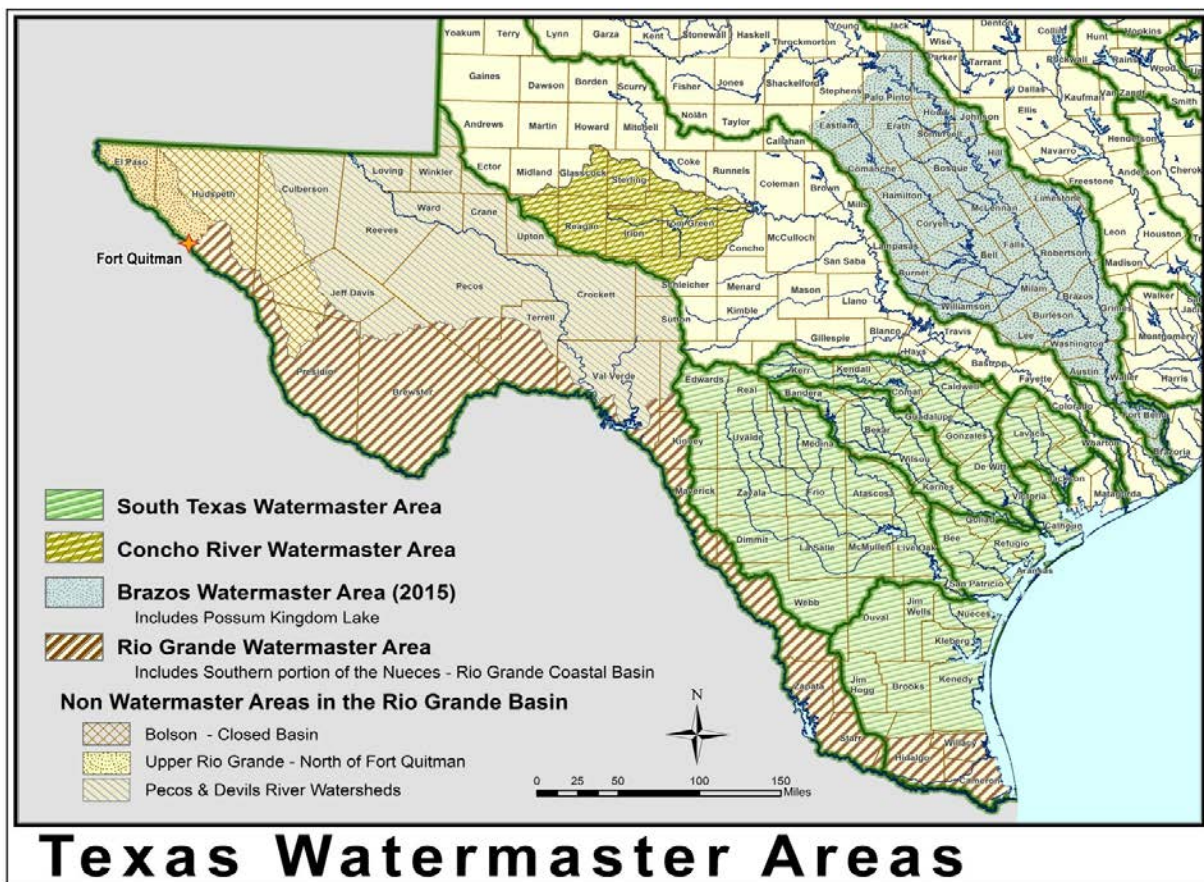 Young Jack Denton Collin Hunt Hopkins
Yoakum Terry Lynn Garza Kent Stonewall Haskell Throckmorton Wise Parker Tarrant Rockwall Rains Wood
Gaines Dawson Borden Scurry Fisher Jones Shackelford Stephens Palo Pinto Hood Johnson Dallas Ellis Kaufman Van Zandt Smith
Andrews Martin Howard Mitchell Nolan Taylor Callahan Eastland Erath Somervell Hill Navarro Henderson
El Paso Hudspeth Culberson Loving Winkler Ector Midland Glasscock Sterling Coke Runnels Coleman Brown Comanche Bosque Freestone Anderson Cherok
Ward Crane Upton Reagan Irion Tom Green Concho McCulloch Mills Hamilton Coryell McLennan Limestone Falls Leon Houston
Reeves San Saba Lampasas Bell Robertson Madison
Fort Quitman
Jeff Davis Pecos Crockett Schleicher Menard Mason Llano Burnet Williamson Milam Brazos Grimes Walker
Terrell Sutton Kimble Gillespie Blanco Travis Burleson Lee Washington Montgomery
Presidio Brewster Val Verde Edwards Real Kerr Kendall Hays Bastrop Fayette Austin Waller Harris
Kinney Uvalde Bandera Medina Bexar Comal Guadalupe Caldwell Gonzales Lavaca Colorado Wharton Fort Bend Brazoria
Maverick Zavala Frio Atascosa Wilson Karnes De Witt Victoria Jackson Matagorda
Dimmit La Salle McMullen Live Oak Bee Goliad Refugio Calhoun Aransas
San Patricio
Webb Duval Jim Wells Nueces Kleberg
Zapata Jim Hogg Brooks Kenedy
Starr Hidalgo Willacy Cameron
South Texas Watermaster Area
Concho River Watermaster Area
Brazos Watermaster Area (2015)
Includes Possum Kingdom Lake
Rio Grande Watermaster Area
Includes Southern portion of the Nueces - Rio Grande Coastal Basin
Non Watermaster Areas in the Rio Grande Basin
Bolson - Closed Basin
Upper Rio Grande - North of Fort Quitman
Pecos & Devils River Watersheds
N
0 25 50 100 150
Miles
Texas Watermaster Areas